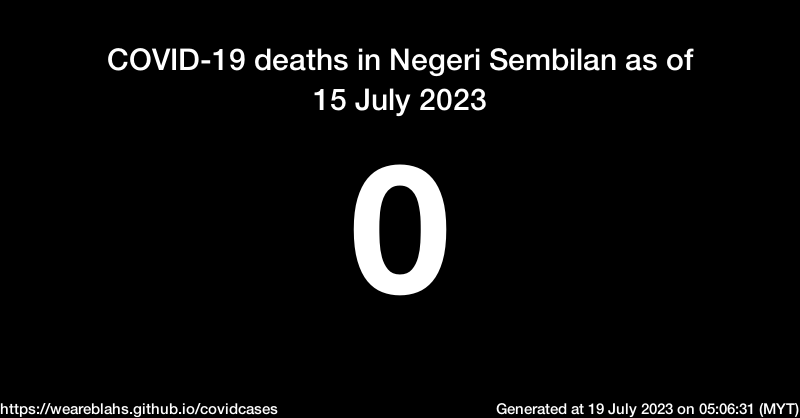 COVID-19 deaths in Negeri Sembilan as of
15 July 2023
0
https://weareblahs.github.io/covidcases
Generated at 19 July 2023 on 05:06:31 (MYT)